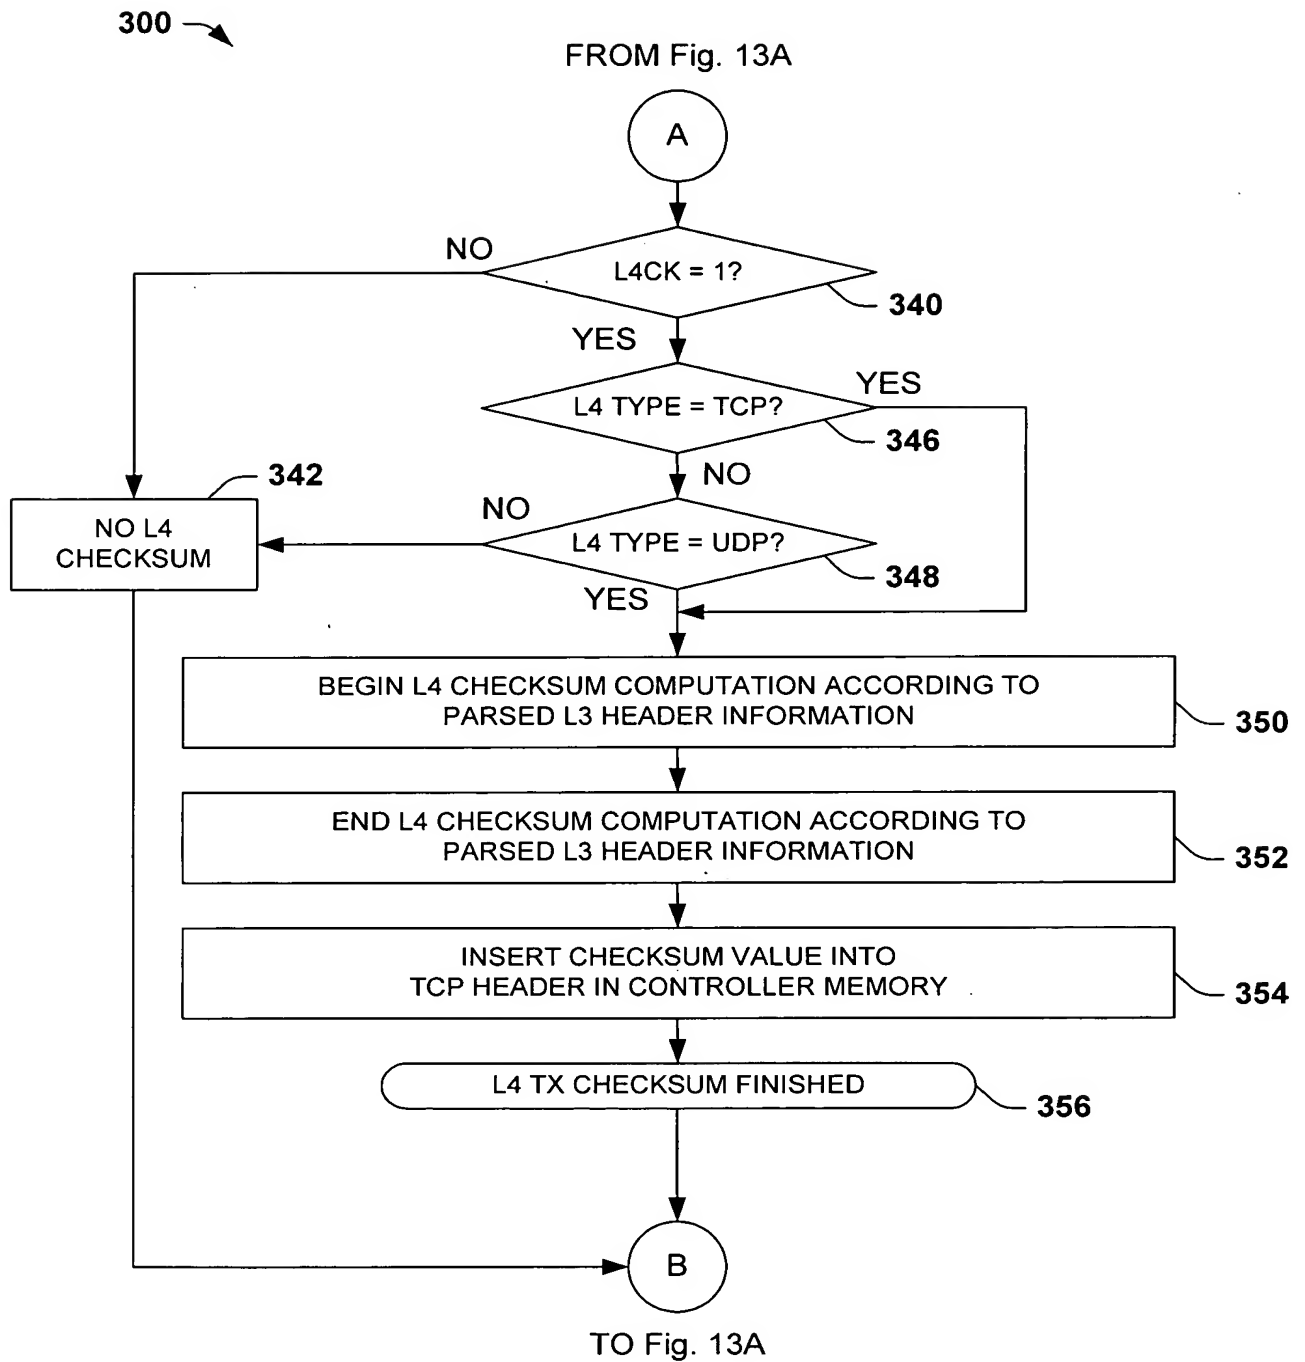 300
FROM Fig. 13A
A
NO
L4CK = 1?
340
YES
L4 TYPE = TCP?
YES
346
342
NO
NO L4
CHECKSUM
NO
L4 TYPE = UDP?
348
YES
BEGIN L4 CHECKSUM COMPUTATION ACCORDING TO
PARSED L3 HEADER INFORMATION
350
END L4 CHECKSUM COMPUTATION ACCORDING TO
PARSED L3 HEADER INFORMATION
352
INSERT CHECKSUM VALUE INTO
TCP HEADER IN CONTROLLER MEMORY
354
L4 TX CHECKSUM FINISHED
356
B
TO Fig. 13A